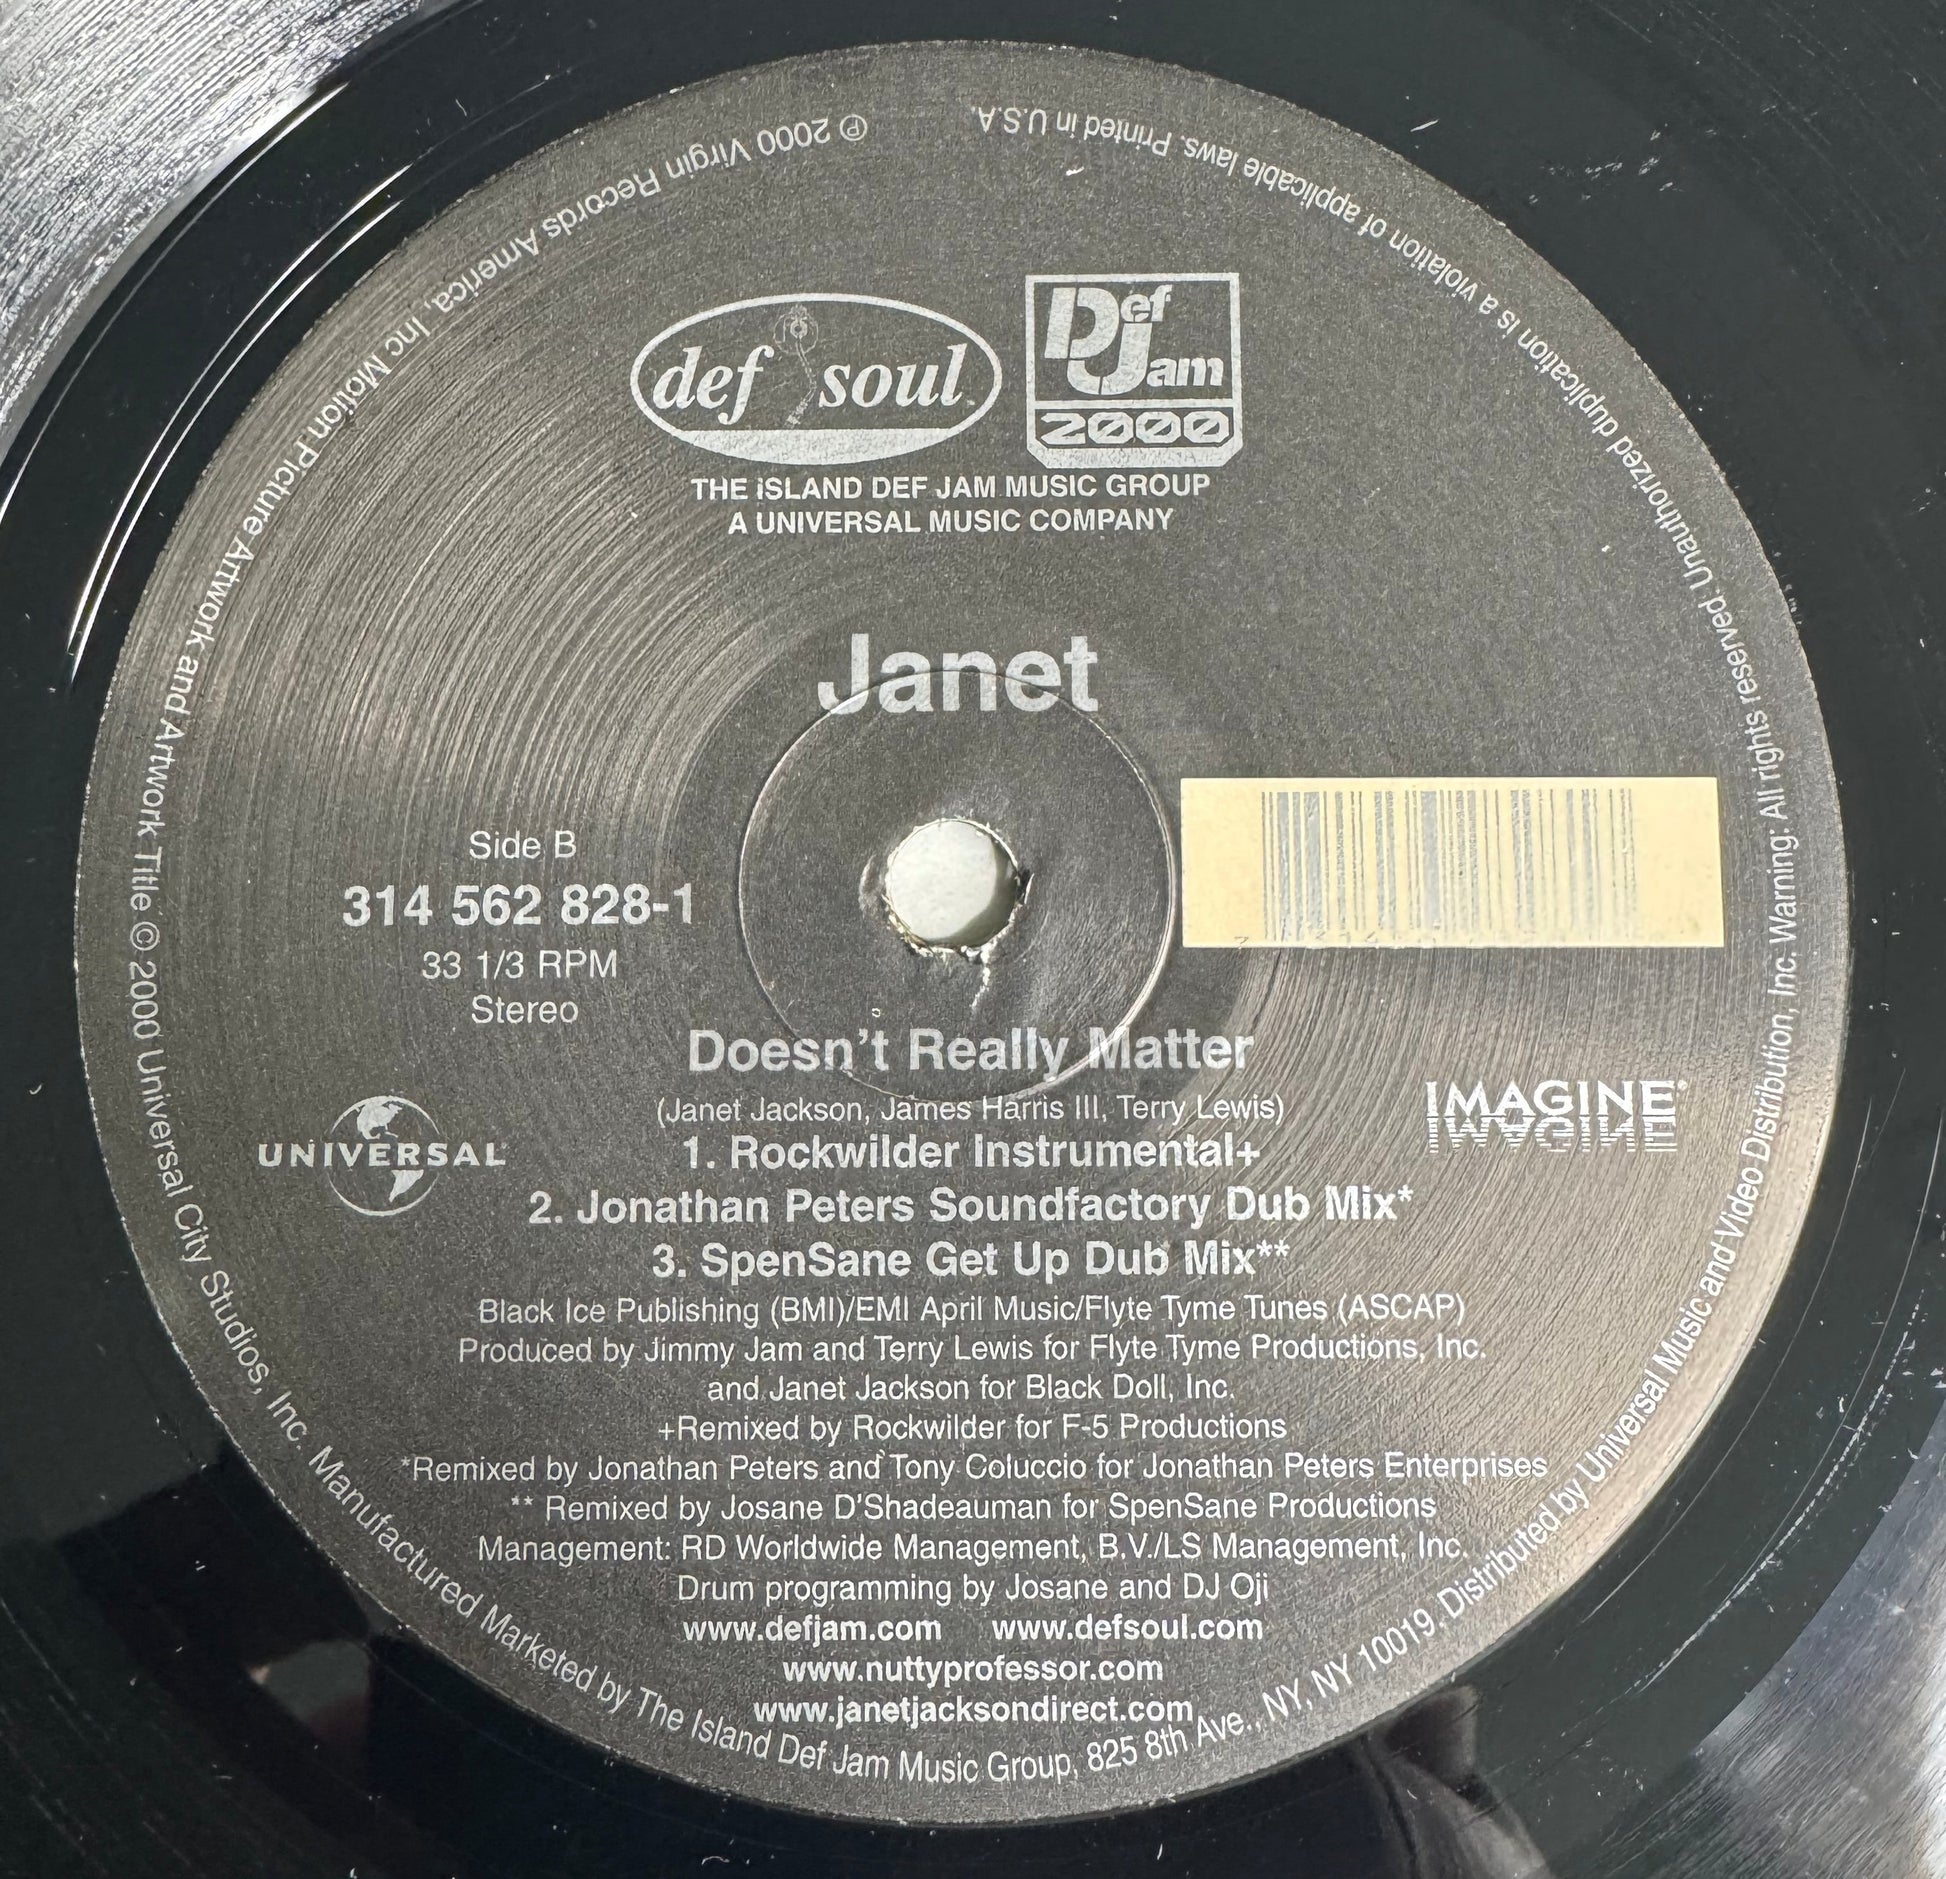 def soul
Def Jam
2000
THE ISLAND DEF JAM MUSIC GROUP
A UNIVERSAL MUSIC COMPANY
Janet
Side B
314 562 828-1
33 1/3 RPM
Stereo
Doesn't Really Matter
(Janet Jackson, James Harris III, Terry Lewis)
1. Rockwilder Instrumental+
2. Jonathan Peters Soundfactory Dub Mix*
3. SpenSane Get Up Dub Mix**
UNIVERSAL
IMAGINE
Black Ice Publishing (BMI)/EMI April Music/Flyte Tyme Tunes (ASCAP)
Produced by Jimmy Jam and Terry Lewis for Flyte Tyme Productions, Inc.
and Janet Jackson for Black Doll, Inc.
+Remixed by Rockwilder for F-5 Productions
*Remixed by Jonathan Peters and Tony Coluccio for Jonathan Peters Enterprises
** Remixed by Josane D'Shadeauman for SpenSane Productions
Management: RD Worldwide Management, B.V./LS Management, Inc.
Drum programming by Josane and DJ Oji
www.defjam.com www.defsoul.com
www.nuttyprofessor.com
www.janetjacksondirect.com
℗ 2000 Virgin Records America, Inc Motion Picture Artwork and Artwork Title © 2000 Universal City Studios, Inc. Manufactured Marketed by The Island Def Jam Music Group, 825 8th Ave., NY, NY 10019. Distributed by Universal Music and Video Distribution, Inc. Warning: All rights reserved. Unauthorized duplication is a violation of applicable laws. Printed in U.S.A.